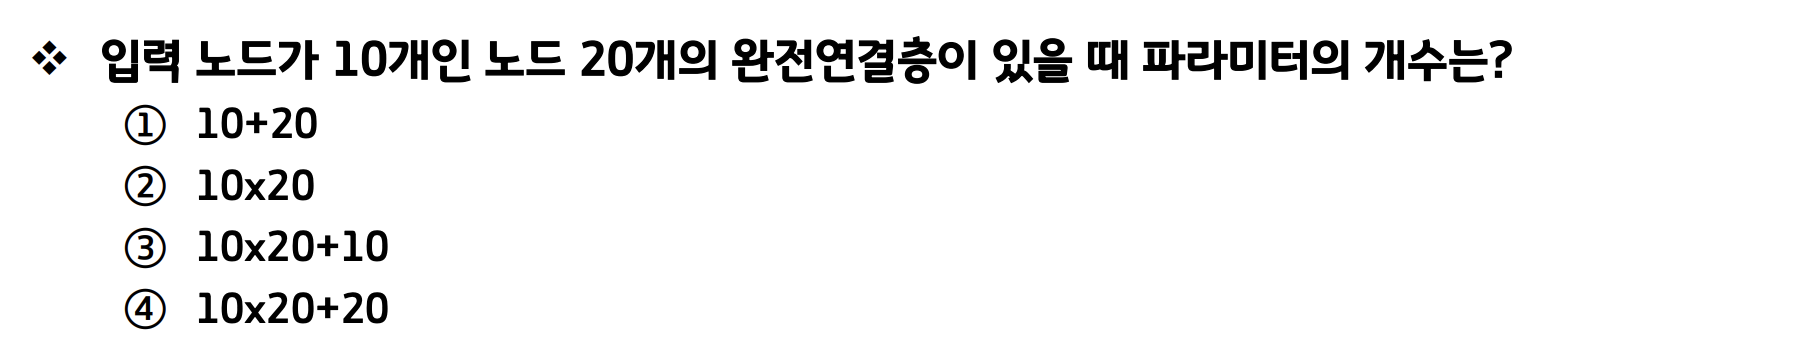 ❖ 입력 노드가 10개인 노드 20개의 완전연결층이 있을 때 파라미터의 개수는?
① 10+20
② 10x20
③ 10x20+10
④ 10x20+20